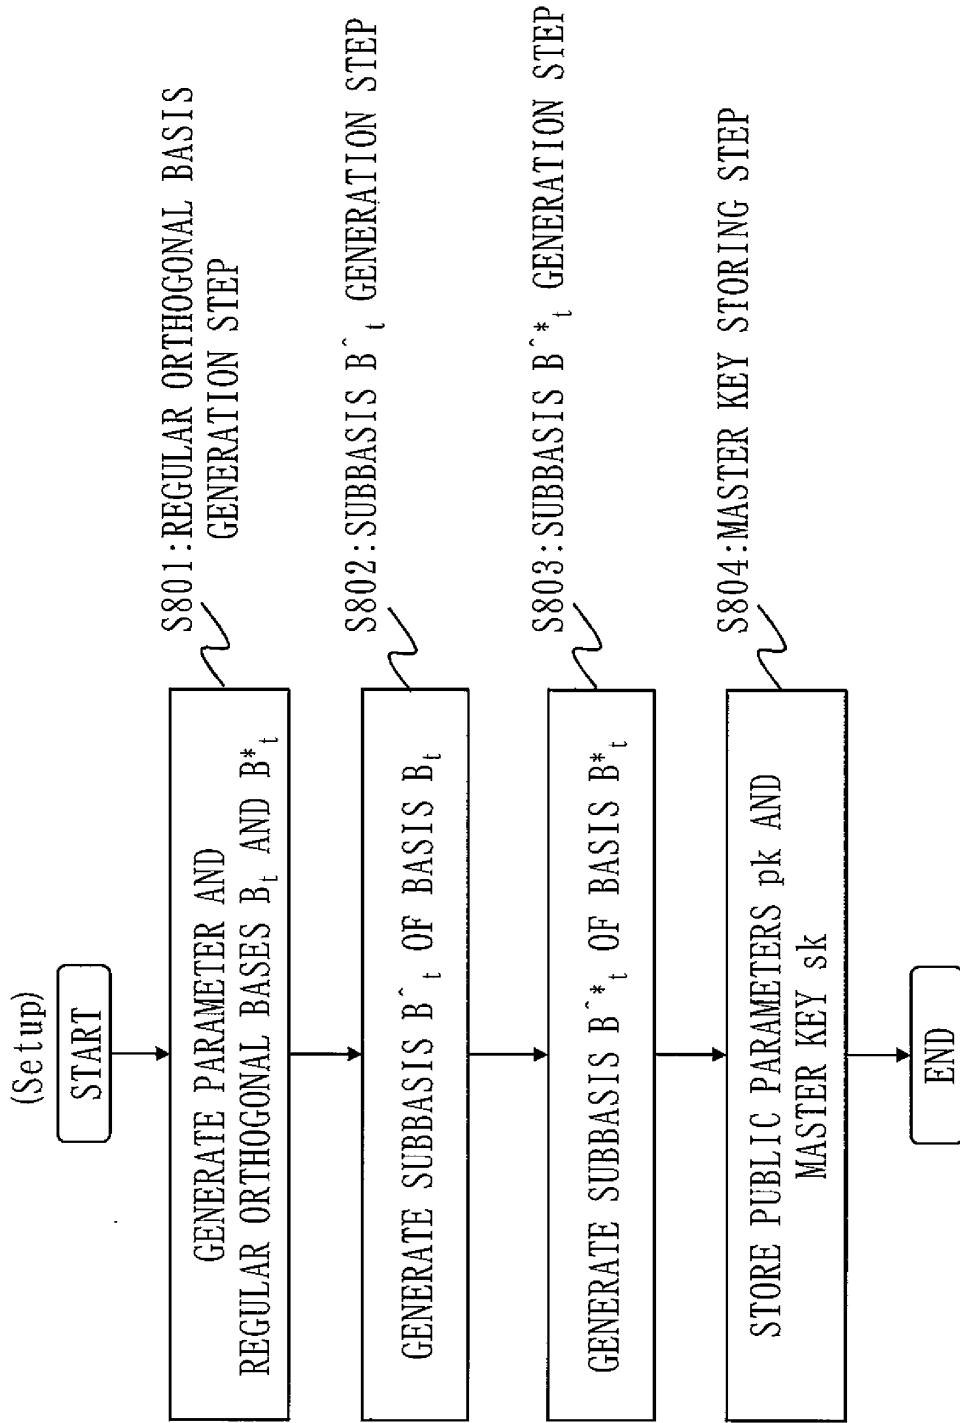 (Setup)
START
GENERATE PARAMETER AND
REGULAR ORTHOGONAL BASES B_t AND B*_t
S801:REGULAR ORTHOGONAL BASIS
GENERATION STEP
GENERATE SUBBASIS B^_t OF BASIS B_t
S802:SUBBASIS B^_t GENERATION STEP
GENERATE SUBBASIS B^*_t OF BASIS B*_t
S803:SUBBASIS B^*_t GENERATION STEP
STORE PUBLIC PARAMETERS pk AND
MASTER KEY sk
S804:MASTER KEY STORING STEP
END